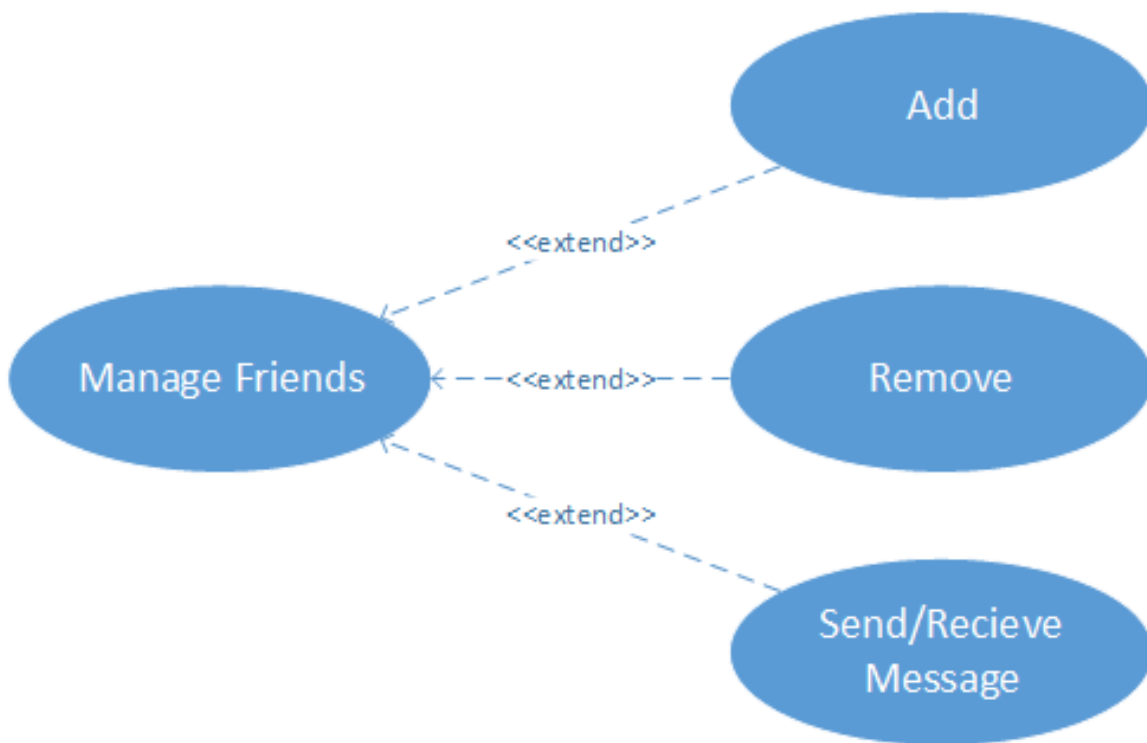 Add
<<extend>>
Manage Friends
<<extend>>
Remove
<<extend>>
Send/Recieve
Message